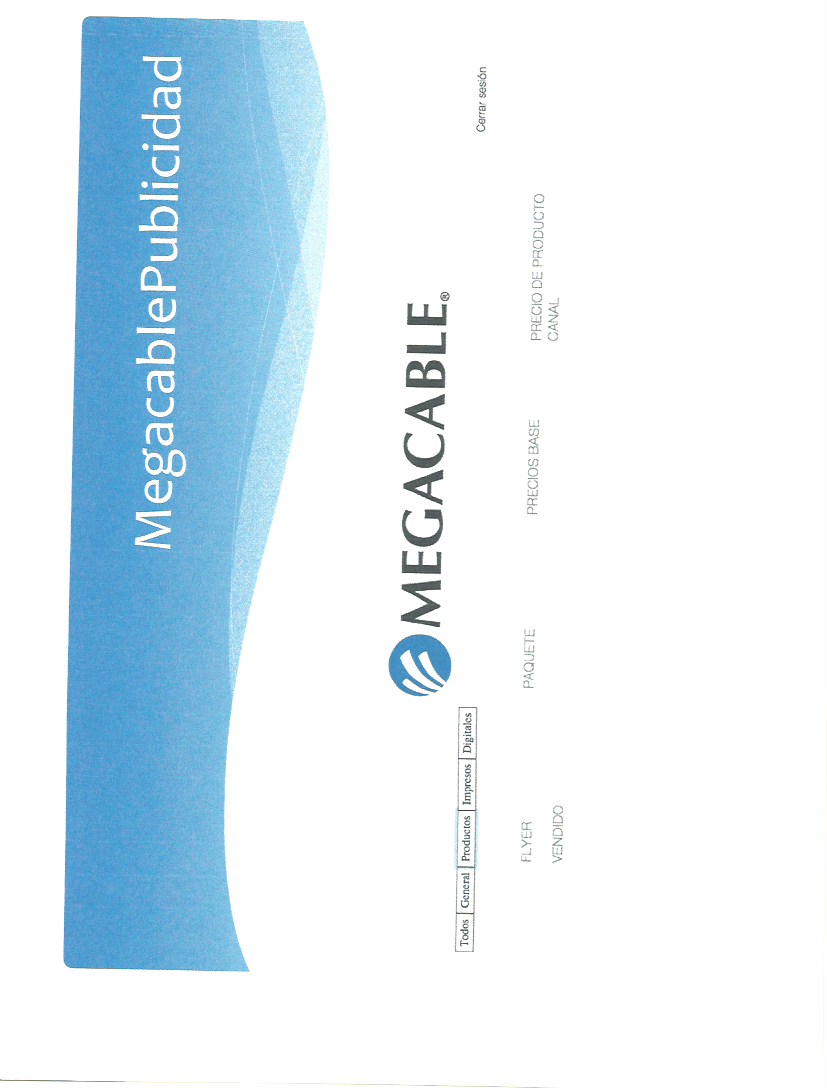 MegacablePublicidad
MEGACABLE®
Todos General Productos Impresos Digitales
Cerrar sesión
FLYER PAQUETE PRECIOS BASE PRECIO DE PRODUCTO
VENDIDO CANAL